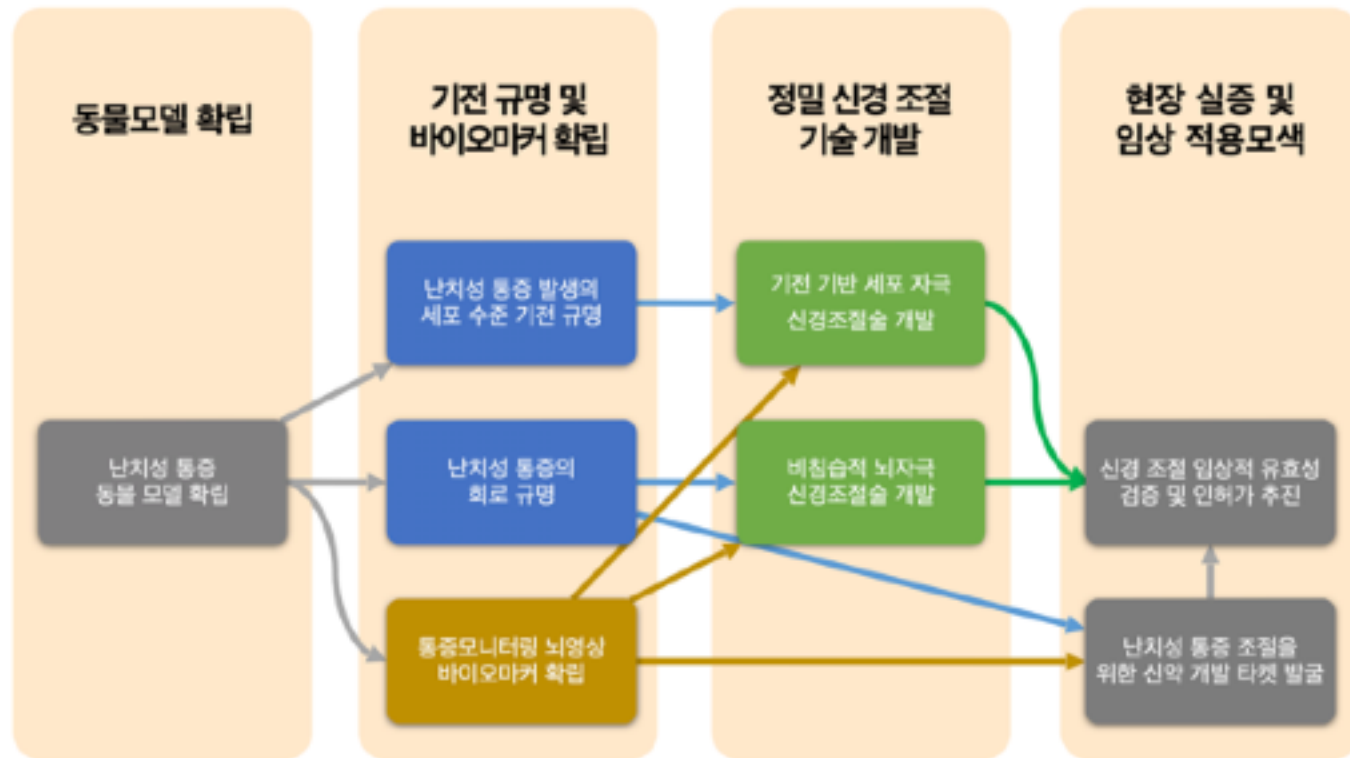 동물모델 확립
기전 규명 및
바이오마커 확립
정밀 신경 조절
기술 개발
현장 실증 및
임상 적용모색
난치성 통증 발생의
세포 수준 기전 규명
기전 기반 세포 자극
신경조절술 개발
난치성 통증
동물 모델 확립
난치성 통증의
회로 규명
비침습적 뇌자극
신경조절술 개발
신경 조절 임상적 유효성
검증 및 인허가 추진
통증모니터링 뇌영상
바이오마커 확립
난치성 통증 조절을
위한 신약 개발 타켓 발굴